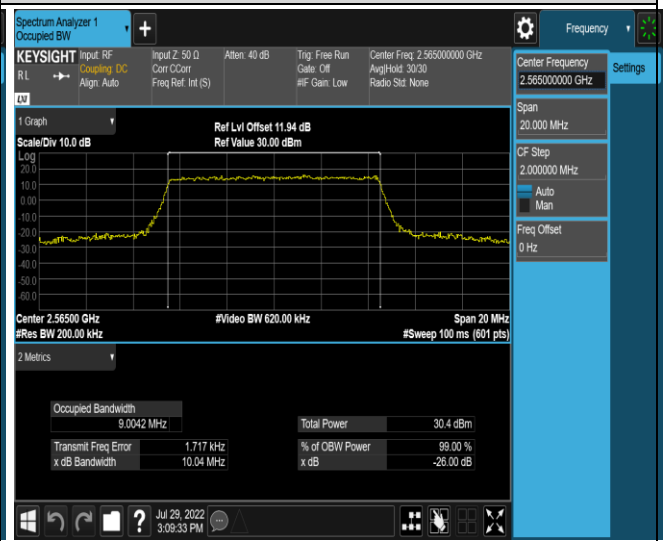 Spectrum Analyzer 1
Occupied BW
+
Frequency
KEYSIGHT
RL
LXI
Input: RF
Coupling: DC
Align: Auto
Input Z: 50 Ω
Corr CCorr
Freq Ref: Int (S)
Atten: 40 dB
Trig: Free Run
Gate: Off
#IF Gain: Low
Center Freq: 2.565000000 GHz
Avg|Hold: 30/30
Radio Std: None
Center Frequency
2.565000000 GHz
Settings
Span
20.000 MHz
CF Step
2.000000 MHz
Auto
Man
Freq Offset
0 Hz
1 Graph
Scale/Div 10.0 dB
Ref Lvl Offset 11.94 dB
Ref Value 30.00 dBm
Log
20.0
10.0
0.00
-10.0
-20.0
-30.0
-40.0
-50.0
-60.0
Center 2.56500 GHz
#Video BW 620.00 kHz
Span 20 MHz
#Res BW 200.00 kHz
#Sweep 100 ms (601 pts)
2 Metrics
Occupied Bandwidth
9.0042 MHz
Total Power 30.4 dBm
Transmit Freq Error 1.717 kHz
% of OBW Power 99.00 %
x dB Bandwidth 10.04 MHz
x dB -26.00 dB
?
Jul 29, 2022
3:09:33 PM